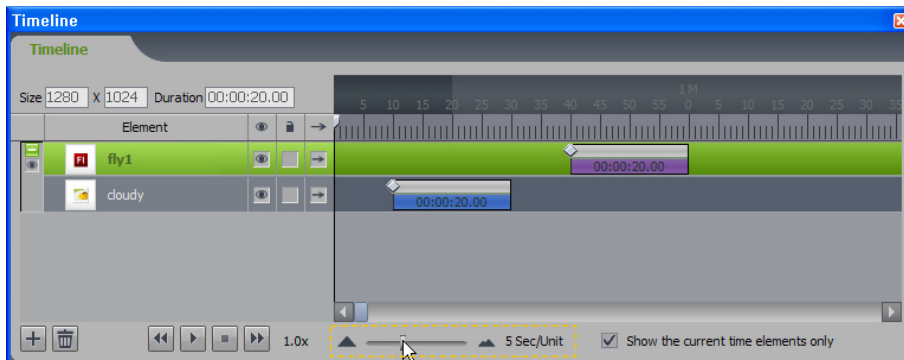 Timeline
Timeline
Size 1280 X 1024 Duration 00:00:20.00
1 M
5 10 15 20 25 30 35 40 45 50 55 0 5 10 15 20 25 30 35
Element
fly1
00:00:20.00
cloudy
00:00:20.00
1.0x 5 Sec/Unit Show the current time elements only